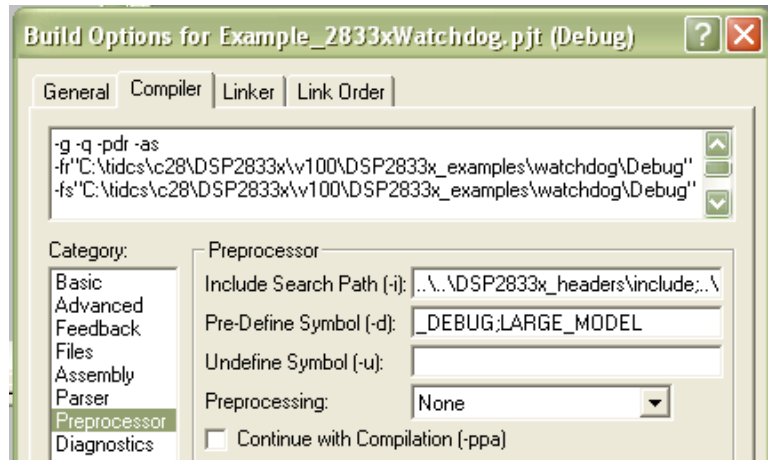 Build Options for Example_2833xWatchdog.pjt (Debug)
General Compiler Linker Link Order
-g -q -pdr -as
-fr"C:\tidcs\c28\DSP2833x\v100\DSP2833x_examples\watchdog\Debug"
-fs"C:\tidcs\c28\DSP2833x\v100\DSP2833x_examples\watchdog\Debug"
Category:
Basic
Advanced
Feedback
Files
Assembly
Parser
Preprocessor
Diagnostics
Preprocessor
Include Search Path (-i): ..\..\DSP2833x_headers\include;..\
Pre-Define Symbol (-d): _DEBUG;LARGE_MODEL
Undefine Symbol (-u):
Preprocessing: None
Continue with Compilation (-ppa)